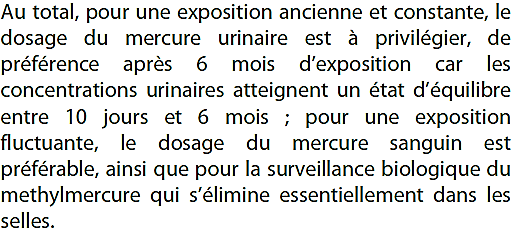 Au total, pour une exposition ancienne et constante, le
dosage du mercure urinaire est à privilégier, de
préférence après 6 mois d’exposition car les
concentrations urinaires atteignent un état d’équilibre
entre 10 jours et 6 mois ; pour une exposition
fluctuante, le dosage du mercure sanguin est
préférable, ainsi que pour la surveillance biologique du
methylmercure qui s’élimine essentiellement dans les
selles.